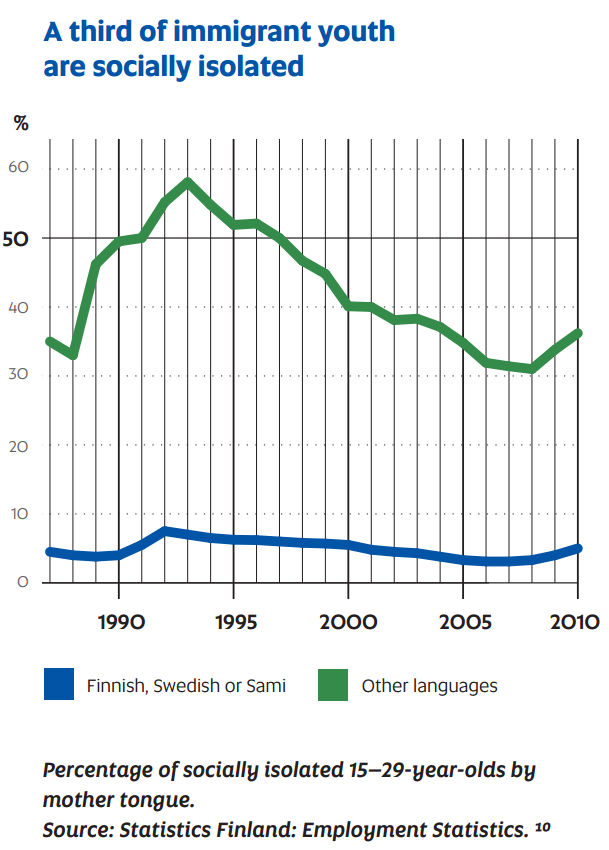 A third of immigrant youth
are socially isolated
%
60
50
40
30
20
10
0
1990 1995 2000 2005 2010
Finnish, Swedish or Sami Other languages
Percentage of socially isolated 15–29-year-olds by
mother tongue.
Source: Statistics Finland: Employment Statistics. ¹⁰